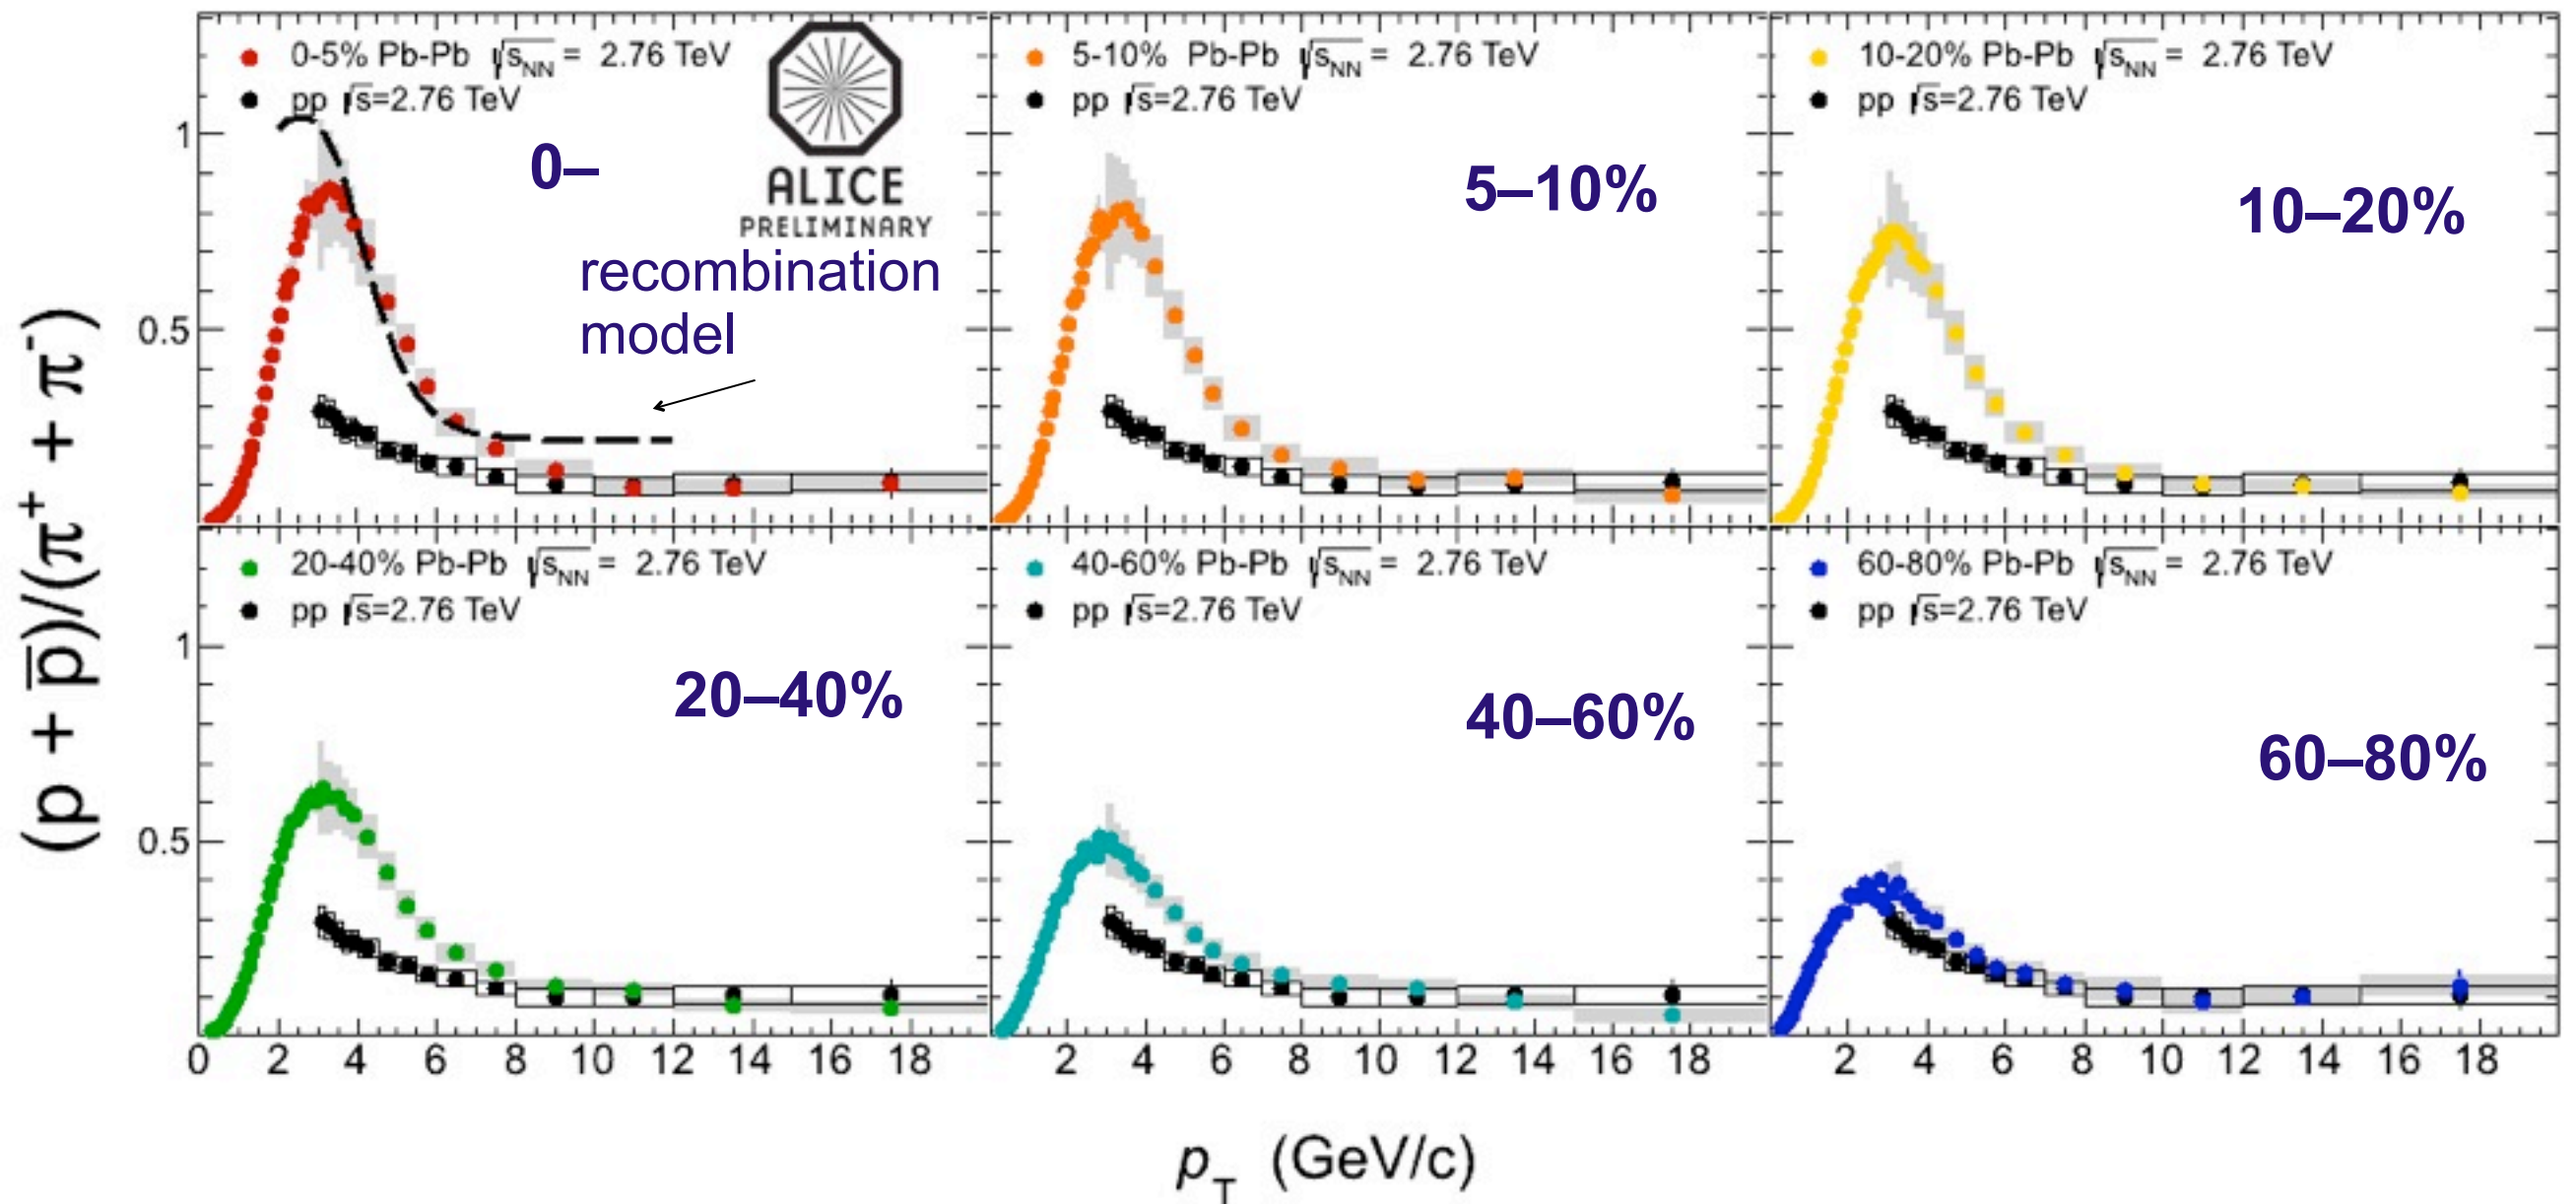 0-5% Pb-Pb √sNN = 2.76 TeV
pp √s=2.76 TeV
ALICE
PRELIMINARY
0–
recombination
model
5-10% Pb-Pb √sNN = 2.76 TeV
pp √s=2.76 TeV
5–10%
10-20% Pb-Pb √sNN = 2.76 TeV
pp √s=2.76 TeV
10–20%
1
0.5
20-40% Pb-Pb √sNN = 2.76 TeV
pp √s=2.76 TeV
20–40%
40-60% Pb-Pb √sNN = 2.76 TeV
pp √s=2.76 TeV
40–60%
60-80% Pb-Pb √sNN = 2.76 TeV
pp √s=2.76 TeV
60–80%
1
0.5
(p + p̅)/(π⁺ + π⁻)
0 2 4 6 8 10 12 14 16 18
2 4 6 8 10 12 14 16 18
2 4 6 8 10 12 14 16 18
pT (GeV/c)